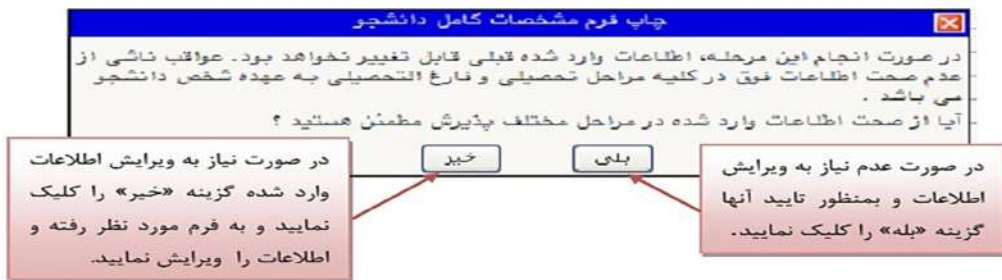 چاپ فرم مشخصات کامل دانشجو
در صورت انجام این مرحله، اطلاعات وارد شده قبلی قابل تغییر نخواهد بود. عواقب ناشی از
عدم صحت اطلاعات فوق در کلیه مراحل تحصیلی و فارغ التحصیلی به عهده شخص دانشجو
می باشد .
آیا از صحت اطلاعات وارد شده در مراحل مختلف پذیرش مطمئن هستید ؟
بلی
خیر
در صورت عدم نیاز به ویرایش
اطلاعات و بمنظور تایید آنها
گزینه «بله» را کلیک نمایید.
در صورت نیاز به ویرایش اطلاعات
وارد شده گزینه «خیر» را کلیک
نمایید و به فرم مورد نظر رفته و
اطلاعات را ویرایش نمایید.